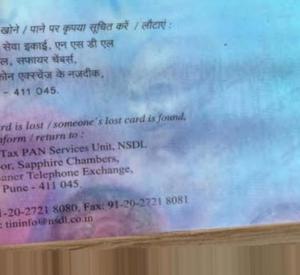 खोने / पाने पर कृपया सूचित करें / लौटाएं :
सेवा इकाई, एन एस डी एल
ल, सफायर चेंबर्स,
फोन एक्स्चेंज के नजदीक,
- 411 045.
rd is lost / someone's lost card is found,
nform / return to :
Tax PAN Services Unit, NSDL
or, Sapphire Chambers,
aner Telephone Exchange,
Pune - 411 045.
1-20-2721 8080, Fax: 91-20-2721 8081
: tininfo@nsdl.co.in